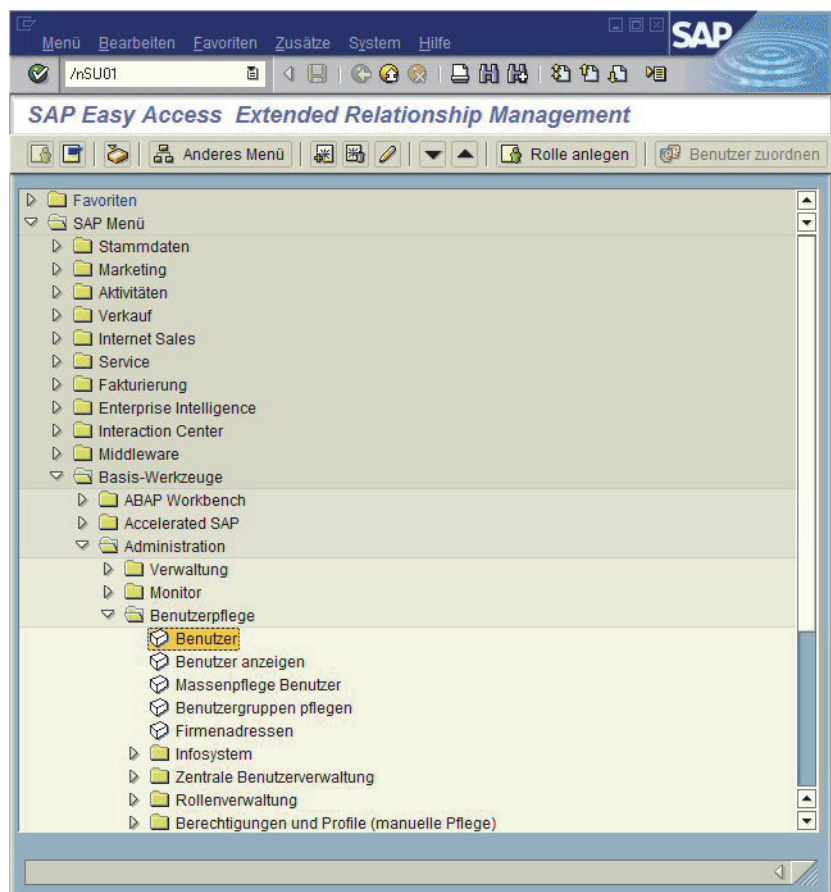 Menü Bearbeiten Favoriten Zusätze System Hilfe
SAP
/nSU01
SAP Easy Access Extended Relationship Management
Anderes Menü Rolle anlegen Benutzer zuordnen
Favoriten
SAP Menü
Stammdaten
Marketing
Aktivitäten
Verkauf
Internet Sales
Service
Fakturierung
Enterprise Intelligence
Interaction Center
Middleware
Basis-Werkzeuge
ABAP Workbench
Accelerated SAP
Administration
Verwaltung
Monitor
Benutzerpflege
Benutzer
Benutzer anzeigen
Massenpflege Benutzer
Benutzergruppen pflegen
Firmenadressen
Infosystem
Zentrale Benutzerverwaltung
Rollenverwaltung
Berechtigungen und Profile (manuelle Pflege)